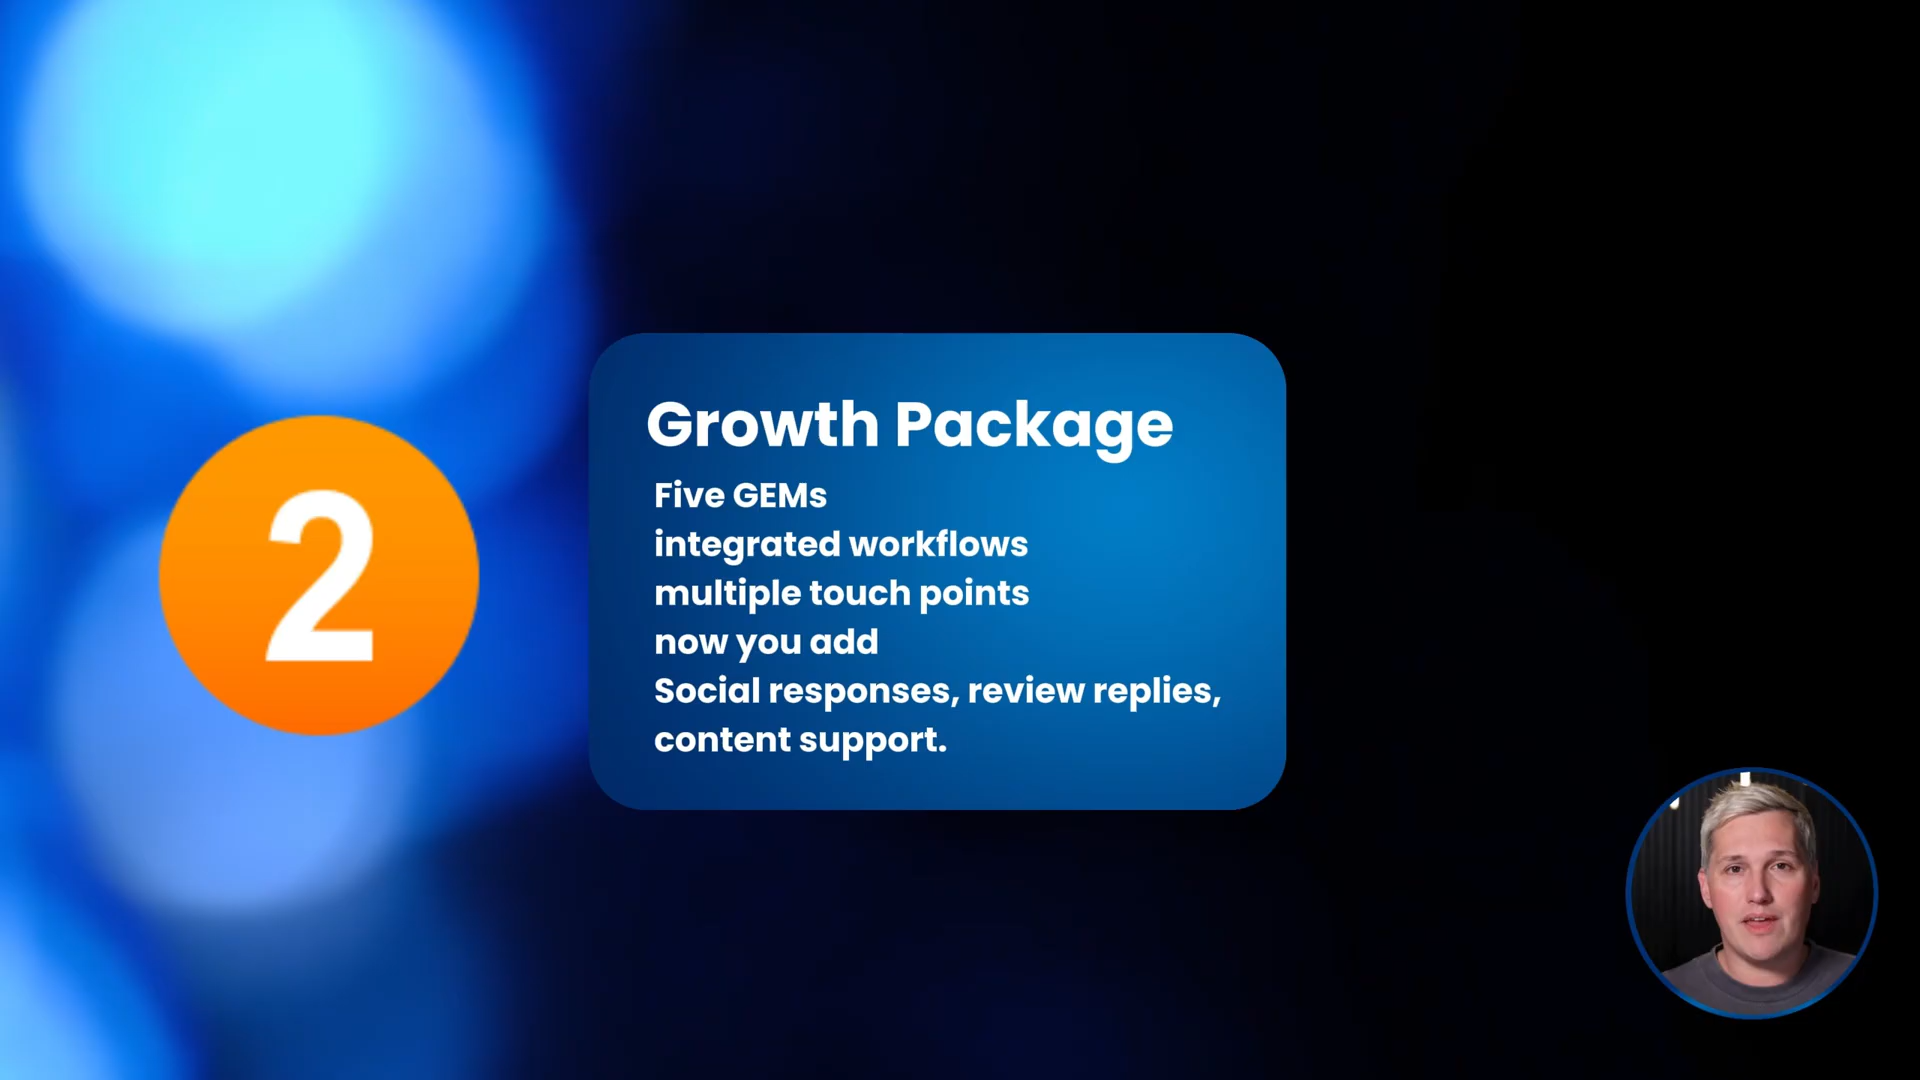 2
Growth Package
Five GEMs
integrated workflows
multiple touch points
now you add
Social responses, review replies,
content support.